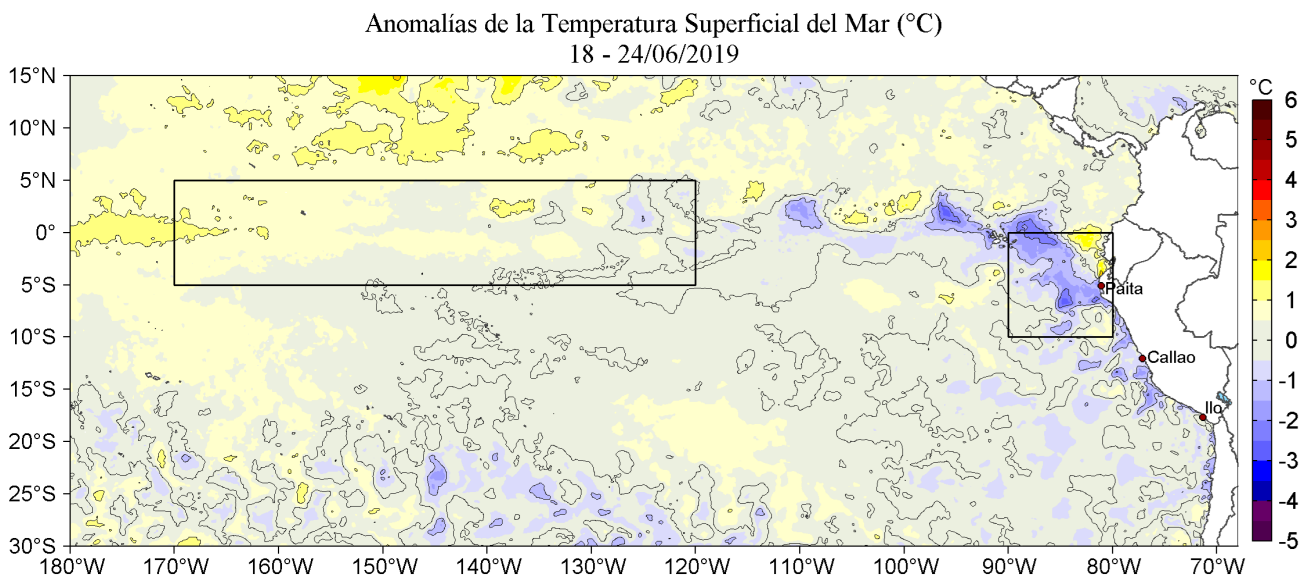 Anomalías de la Temperatura Superficial del Mar (°C)
18 - 24/06/2019
15°N
10°N
5°N
0°
5°S
10°S
15°S
20°S
25°S
30°S
180°W
170°W
160°W
150°W
140°W
130°W
120°W
110°W
100°W
90°W
80°W
70°W
Paita
Callao
Ilo
°C
6
5
4
3
2
1
0
-1
-2
-3
-4
-5